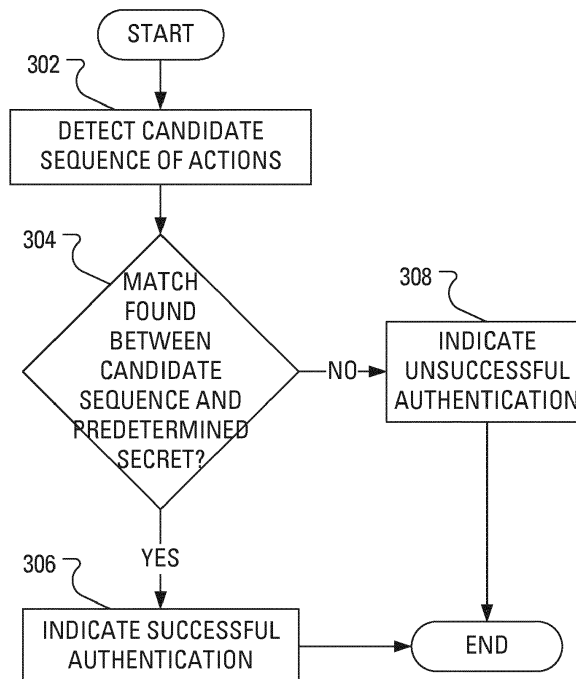 START
302
DETECT CANDIDATE
SEQUENCE OF ACTIONS
304
MATCH
FOUND
BETWEEN
CANDIDATE
SEQUENCE AND
PREDETERMINED
SECRET?
NO
308
INDICATE
UNSUCCESSFUL
AUTHENTICATION
YES
306
INDICATE SUCCESSFUL
AUTHENTICATION
END